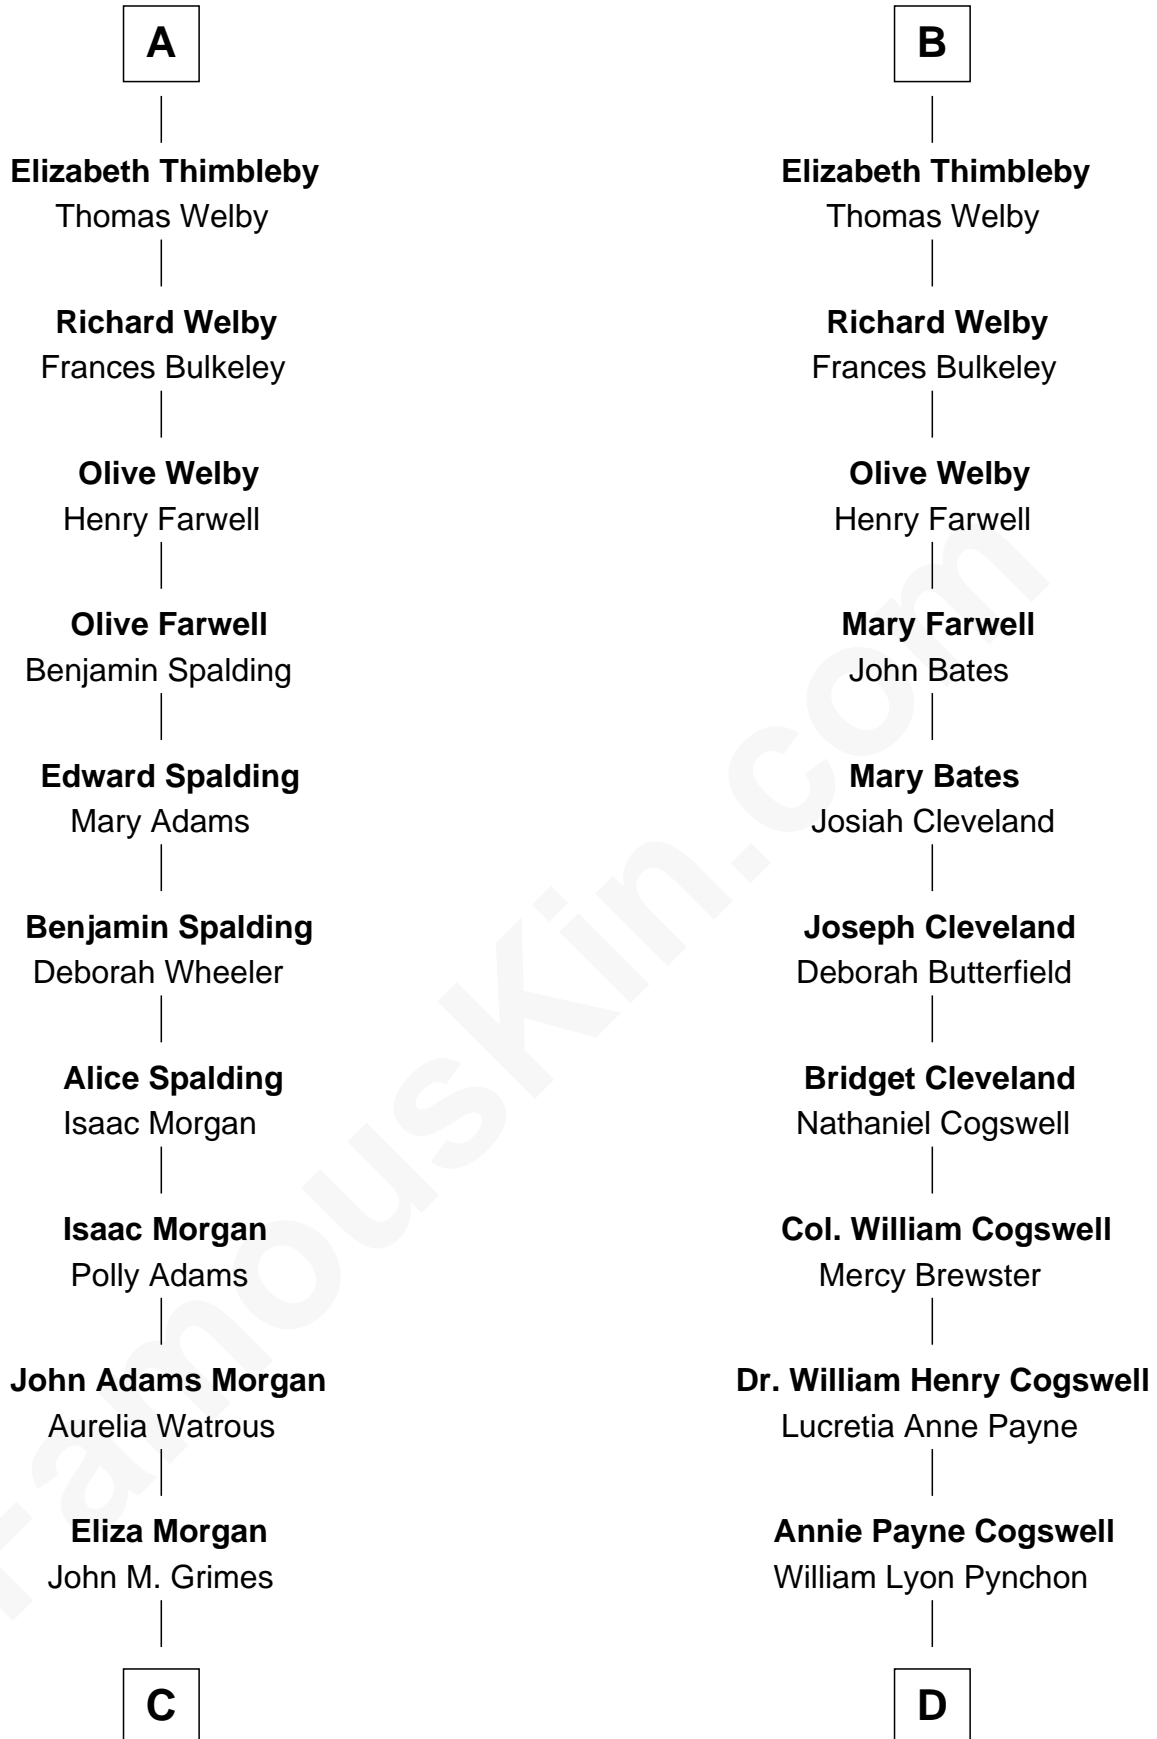 A
Elizabeth Thimbleby
Thomas Welby
Richard Welby
Frances Bulkeley
Olive Welby
Henry Farwell
Olive Farwell
Benjamin Spalding
Edward Spalding
Mary Adams
Benjamin Spalding
Deborah Wheeler
Alice Spalding
Isaac Morgan
Isaac Morgan
Polly Adams
John Adams Morgan
Aurelia Watrous
Eliza Morgan
John M. Grimes
C
B
Elizabeth Thimbleby
Thomas Welby
Richard Welby
Frances Bulkeley
Olive Welby
Henry Farwell
Mary Farwell
John Bates
Mary Bates
Josiah Cleveland
Joseph Cleveland
Deborah Butterfield
Bridget Cleveland
Nathaniel Cogswell
Col. William Cogswell
Mercy Brewster
Dr. William Henry Cogswell
Lucretia Anne Payne
Annie Payne Cogswell
William Lyon Pynchon
D
FamousKin.com